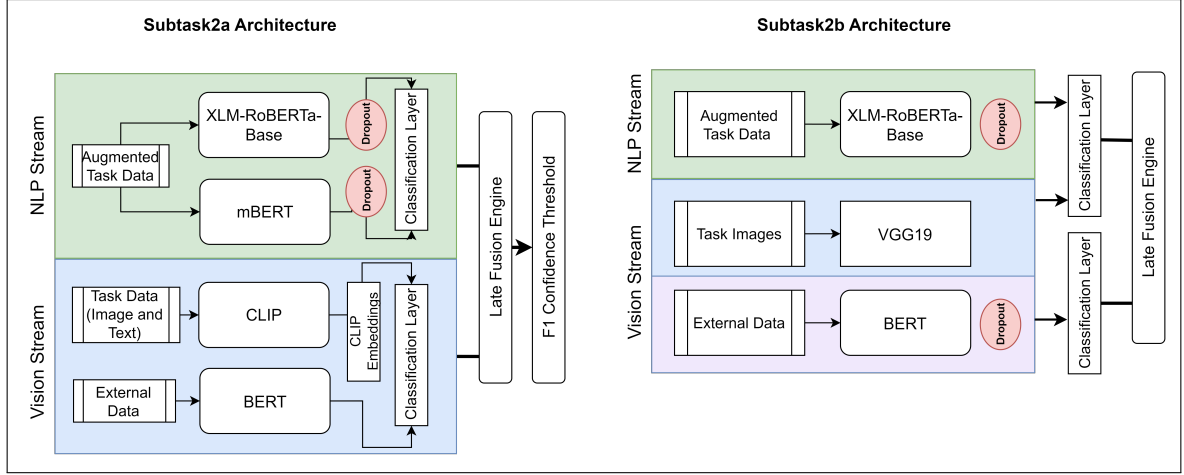 Subtask2a Architecture
NLP Stream
Augmented
Task Data
XLM-RoBERTa-
Base
mBERT
Dropout
Dropout
Classification Layer
Vision Stream
Task Data
(Image and
Text)
CLIP
CLIP
Embeddings
External
Data
BERT
Classification Layer
Late Fusion Engine
F1 Confidence Threshold
Subtask2b Architecture
NLP Stream
Augmented
Task Data
XLM-RoBERTa-
Base
Dropout
Vision Stream
Task Images
VGG19
External Data
BERT
Dropout
Classification Layer
Classification Layer
Late Fusion Engine